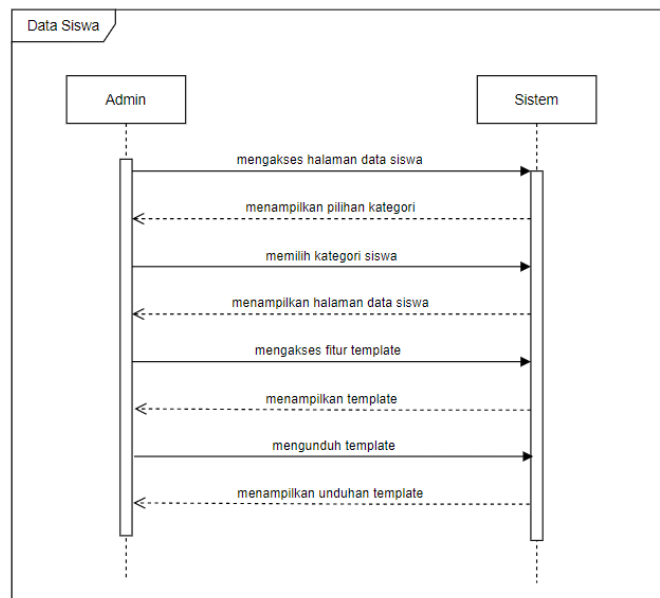 Data Siswa
Admin
Sistem
mengakses halaman data siswa
menampilkan pilihan kategori
memilih kategori siswa
menampilkan halaman data siswa
mengakses fitur template
menampilkan template
mengunduh template
menampilkan unduhan template